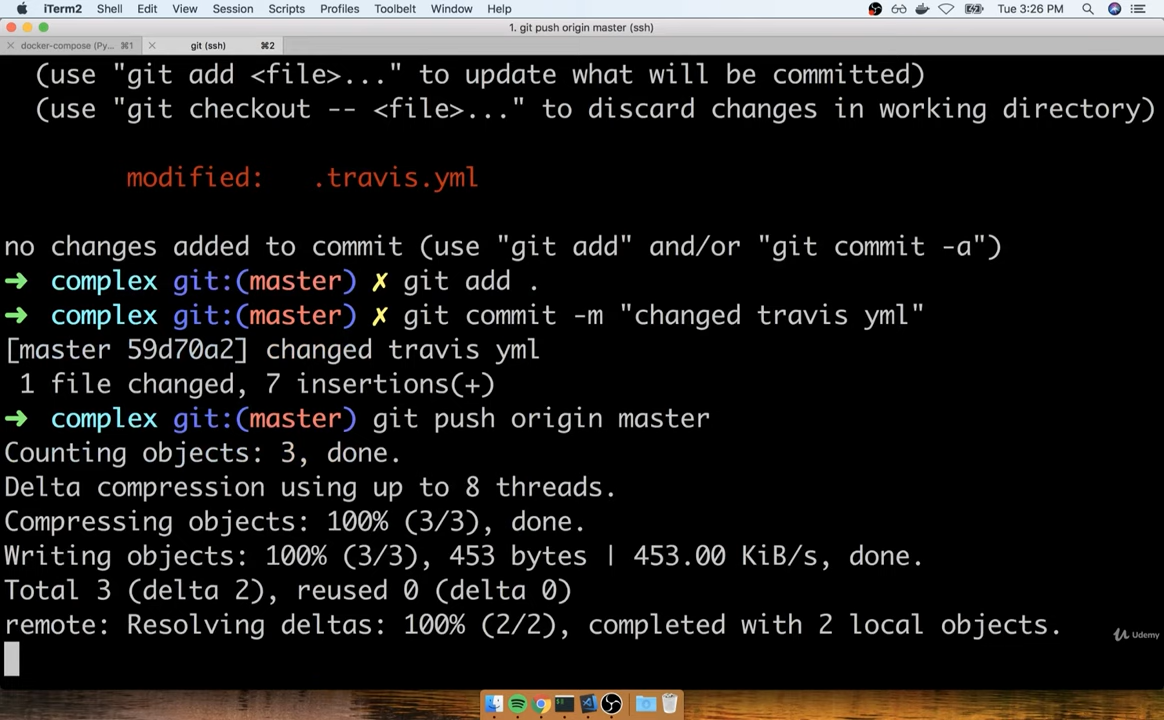 iTerm2 Shell Edit View Session Scripts Profiles Toolbelt Window Help Tue 3:26 PM
1. git push origin master (ssh)
docker-compose (Py... ⌘1 git (ssh) ⌘2
(use "git add <file>..." to update what will be committed)
(use "git checkout -- <file>..." to discard changes in working directory)
modified: .travis.yml
no changes added to commit (use "git add" and/or "git commit -a")
➜ complex git:(master) ✗ git add .
➜ complex git:(master) ✗ git commit -m "changed travis yml"
[master 59d70a2] changed travis yml
1 file changed, 7 insertions(+)
➜ complex git:(master) git push origin master
Counting objects: 3, done.
Delta compression using up to 8 threads.
Compressing objects: 100% (3/3), done.
Writing objects: 100% (3/3), 453 bytes | 453.00 KiB/s, done.
Total 3 (delta 2), reused 0 (delta 0)
remote: Resolving deltas: 100% (2/2), completed with 2 local objects.
Udemy